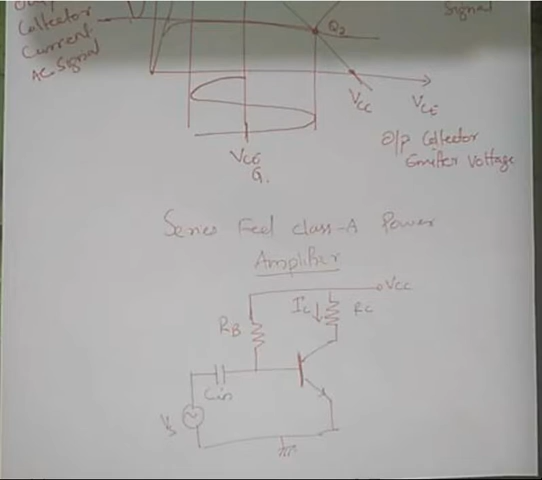 Collector
Current
AC Signal
Signal
Q2
VCC
VCE
O/p Collector
Emitter Voltage
VCE
Q.
Series Feel class-A Power
Amplifier
VCC
IC
RC
RB
Cin
Vs